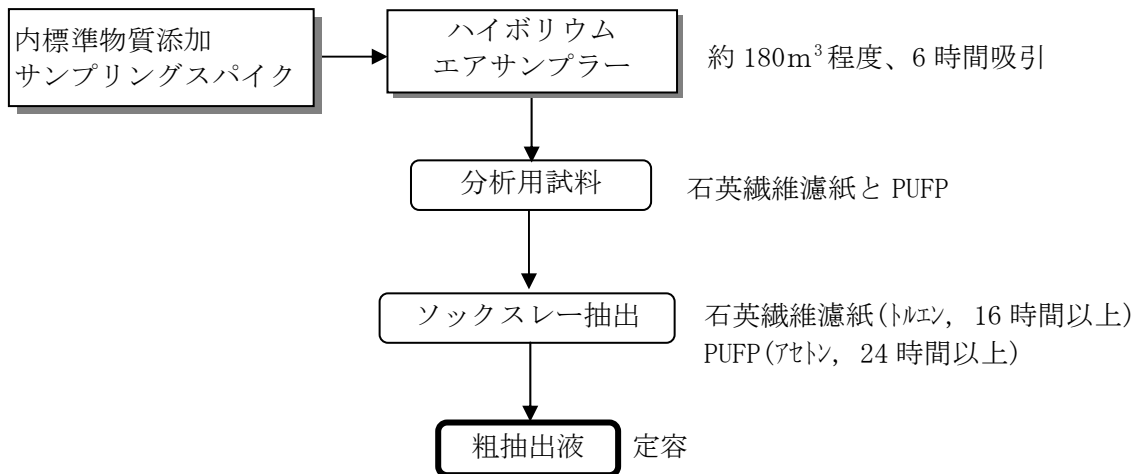 内標準物質添加
サンプリングスパイク
ハイボリウム
エアサンプラー
約180m³程度、6時間吸引
分析用試料
石英繊維濾紙と PUFP
ソックスレー抽出
石英繊維濾紙(ﾄﾙｴﾝ, 16時間以上)
PUFP(ｱｾﾄﾝ, 24時間以上)
粗抽出液
定容